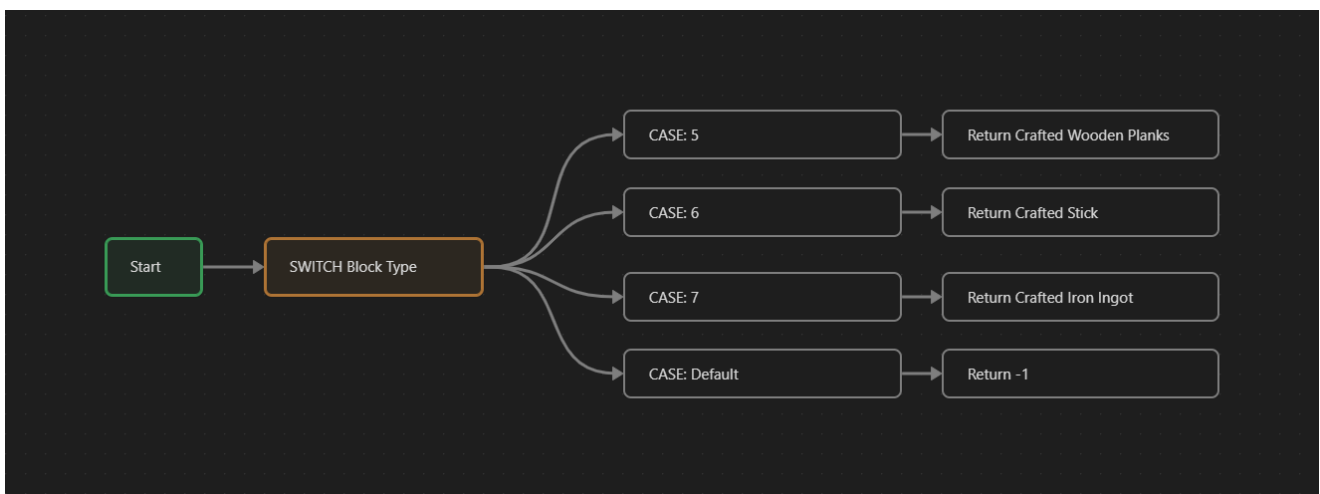 Start
SWITCH Block Type
CASE: 5
Return Crafted Wooden Planks
CASE: 6
Return Crafted Stick
CASE: 7
Return Crafted Iron Ingot
CASE: Default
Return -1